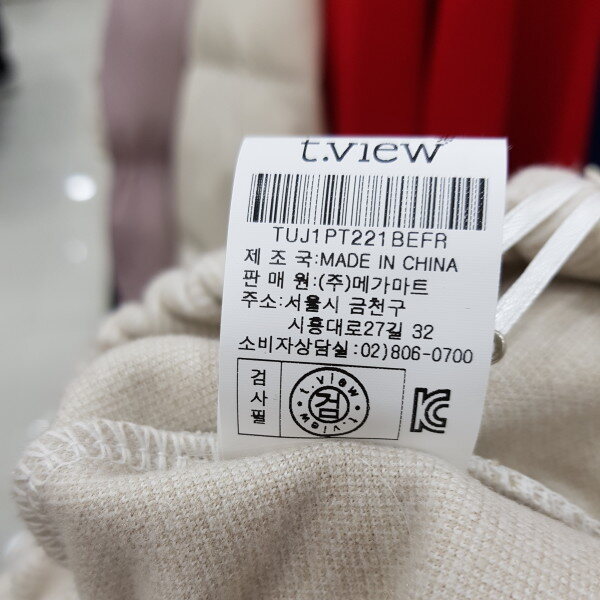 t.view
TUJ1PT221BEFR
제 조 국:MADE IN CHINA
판 매 원:(주)메가마트
주소:서울시 금천구
시흥대로27길 32
소비자상담실:02)806-0700
검사필
t.view
검
t.view
KC